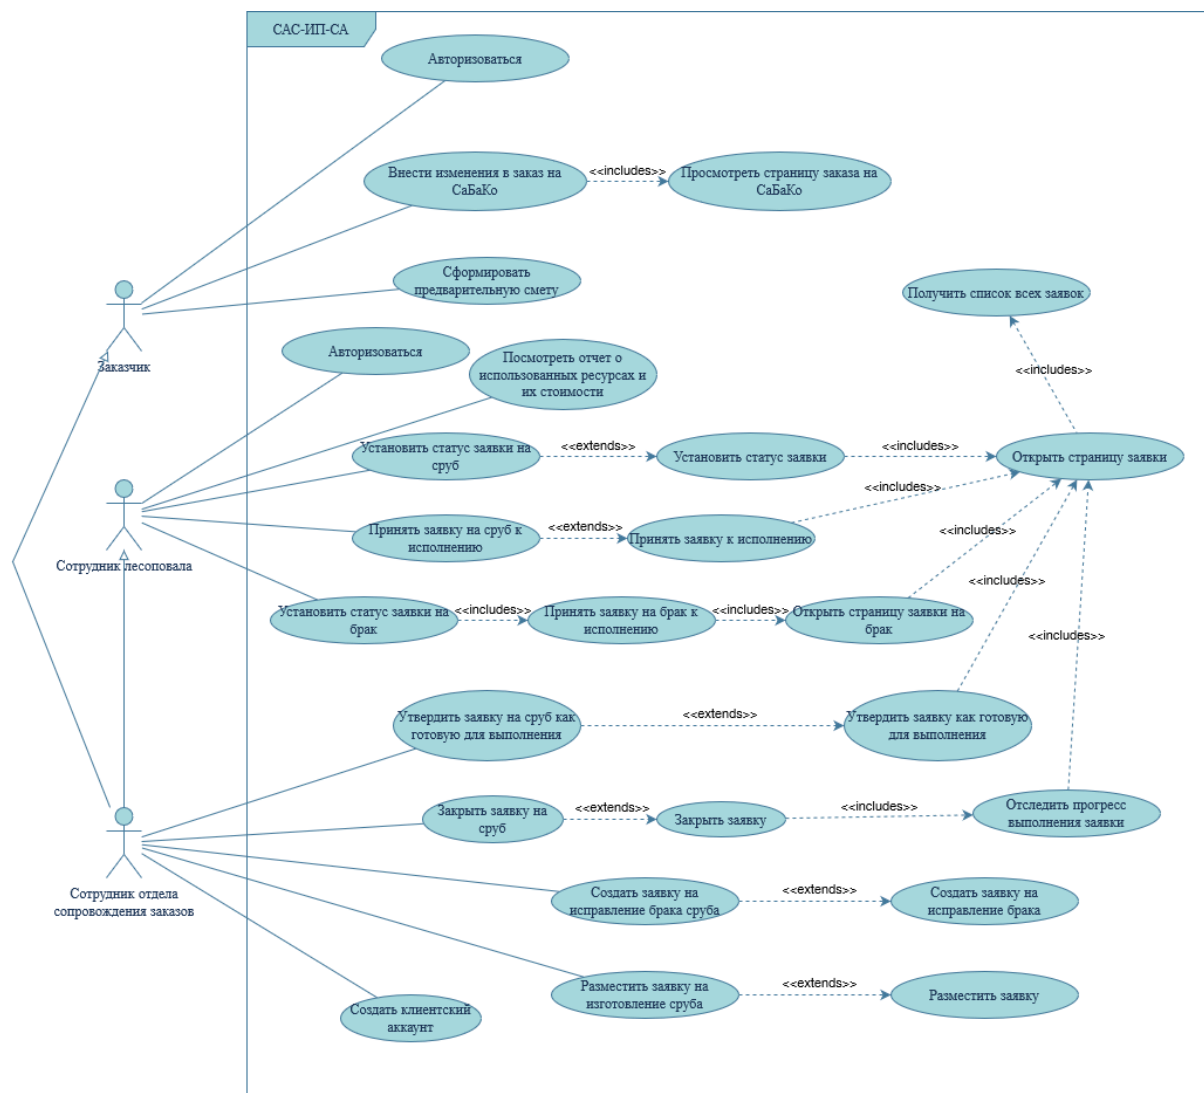 САС-ИП-СА
Авторизоваться
Внести изменения в заказ на
СаБаКо
<<includes>>
Просмотреть страницу заказа на
СаБаКо
Сформировать
предварительную смету
Получить список всех заявок
Заказчик
Авторизоваться
Посмотреть отчет о
использованных ресурсах и
их стоимости
<<includes>>
Установить статус заявки на
сруб
<<extends>>
Установить статус заявки
<<includes>>
Открыть страницу заявки
<<includes>>
Принять заявку на сруб к
исполнению
<<extends>>
Принять заявку к исполнению
<<includes>>
Сотрудник лесоповала
<<includes>>
Установить статус заявки на
брак
<<includes>>
Принять заявку на брак к
исполнению
<<includes>>
Открыть страницу заявки на
брак
<<includes>>
Утвердить заявку на сруб как
готовую для выполнения
<<extends>>
Утвердить заявку как готовую
для выполнения
Закрыть заявку на
сруб
<<extends>>
Закрыть заявку
<<includes>>
Отследить прогресс
выполнения заявки
Сотрудник отдела
сопровождения заказов
Создать заявку на
исправление брака сруба
<<extends>>
Создать заявку на
исправление брака
Разместить заявку на
изготовление сруба
<<extends>>
Разместить заявку
Создать клиентский
аккаунт